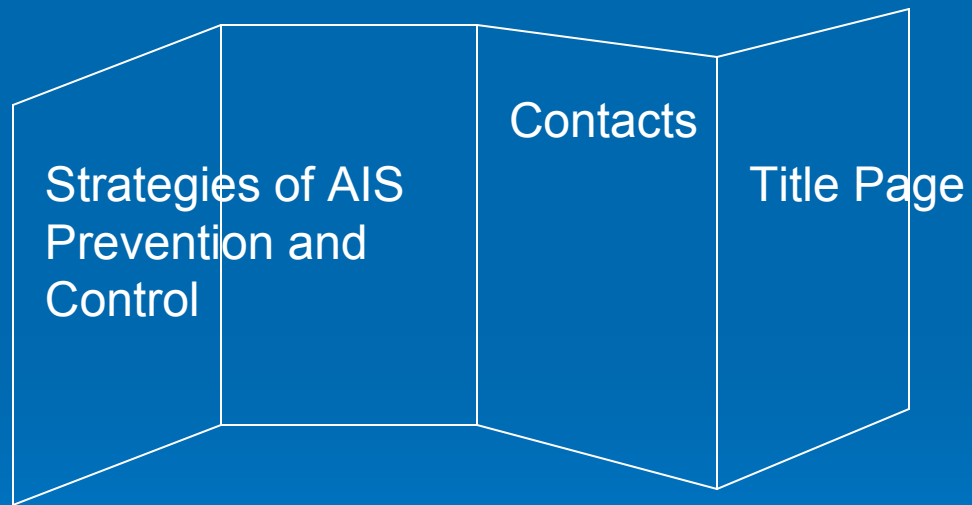 Strategies of AIS
Prevention and
Control
Contacts
Title Page